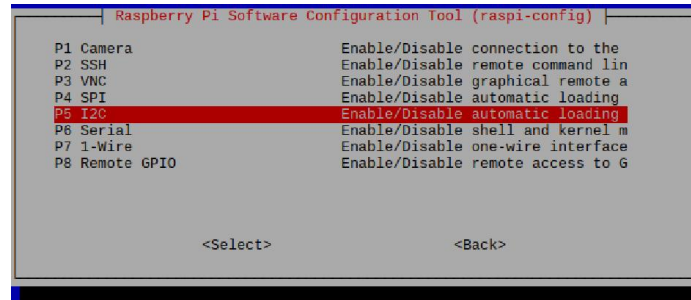 Raspberry Pi Software Configuration Tool (raspi-config)
P1 Camera Enable/Disable connection to the
P2 SSH Enable/Disable remote command lin
P3 VNC Enable/Disable graphical remote a
P4 SPI Enable/Disable automatic loading
P5 I2C Enable/Disable automatic loading
P6 Serial Enable/Disable shell and kernel m
P7 1-Wire Enable/Disable one-wire interface
P8 Remote GPIO Enable/Disable remote access to G
<Select> <Back>